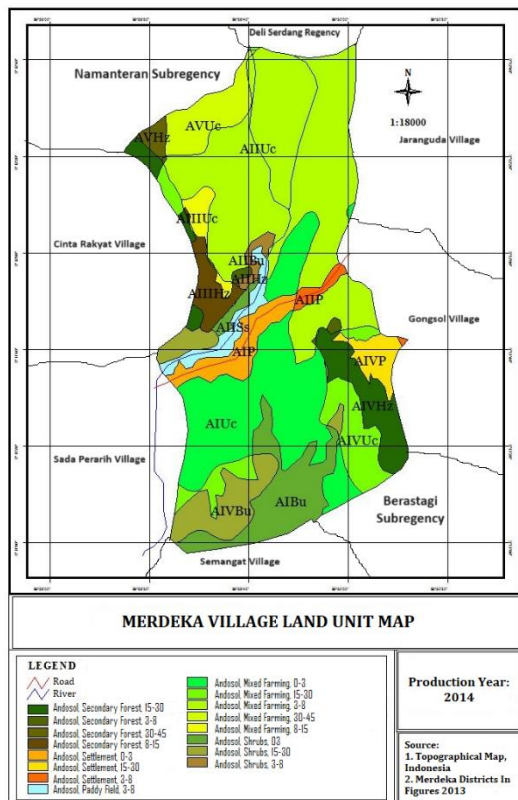 Deli Serdang Regency
Namanteran Subregency
N
1:18000
AVUc
AVHz
AIIUc
Jaranguda Village
AIIIUc
Cinta Rakyat Village
AIIBu
AIIHz
AIIIHz
AIIP
AIISs
Gongsol Village
AIP
AIVP
AIVHz
AIUc
AIVUc
Sada Perarih Village
AIVBu
AIBu
Berastagi
Subregency
Semangat Village
MERDEKA VILLAGE LAND UNIT MAP
LEGEND
Road
River
Andosol, Secondary Forest, 15-30
Andosol, Secondary Forest, 3-8
Andosol, Secondary Forest, 30-45
Andosol, Secondary Forest, 8-15
Andosol, Settlement, 0-3
Andosol, Settlement, 15-30
Andosol, Settlement, 3-8
Andosol, Paddy Field, 3-8
Andosol, Mixed Farming, 0-3
Andosol, Mixed Farming, 15-30
Andosol, Mixed Farming, 3-8
Andosol, Mixed Farming, 30-45
Andosol, Mixed Farming, 8-15
Andosol, Shrubs, 03
Andosol, Shrubs, 15-30
Andosol, Shrubs, 3-8
Production Year:
2014
Source:
1. Topographical Map,
Indonesia
2. Merdeka Districts In
Figures 2013